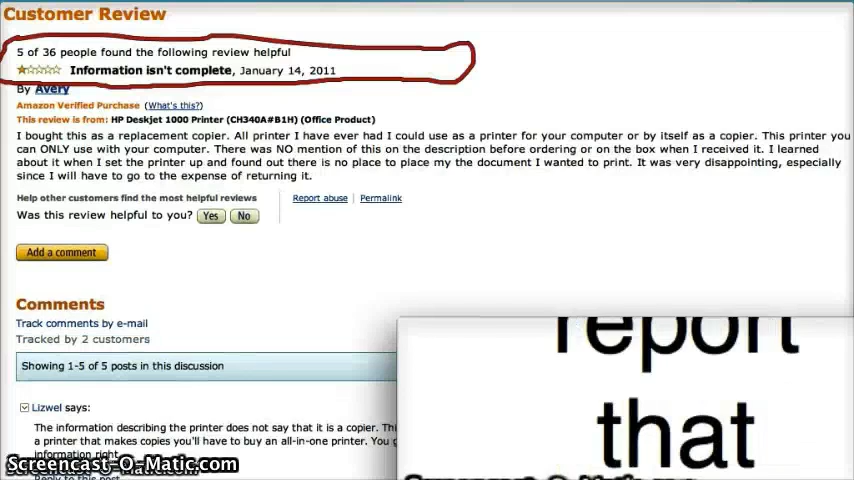 Customer Review
5 of 36 people found the following review helpful
Information isn't complete, January 14, 2011
By Avery
Amazon Verified Purchase (What's this?)
This review is from: HP Deskjet 1000 Printer (CH340A#B1H) (Office Product)
I bought this as a replacement copier. All printer I have ever had I could use as a printer for your computer or by itself as a copier. This printer you
can ONLY use with your computer. There was NO mention of this on the description before ordering or on the box when I received it. I learned
about it when I set the printer up and found out there is no place to place my the document I wanted to print. It was very disappointing, especially
since I will have to go to the expense of returning it.
Help other customers find the most helpful reviews
Report abuse | Permalink
Was this review helpful to you? Yes No
Add a comment
Comments
Track comments by e-mail
Tracked by 2 customers
Showing 1-5 of 5 posts in this discussion
Lizwel says:
The information describing the printer does not say that it is a copier.
a printer that makes copies you'll have to buy an all-in-one printer. You
information right.
Reply to this post
report
that
Screencast-O-Matic.com